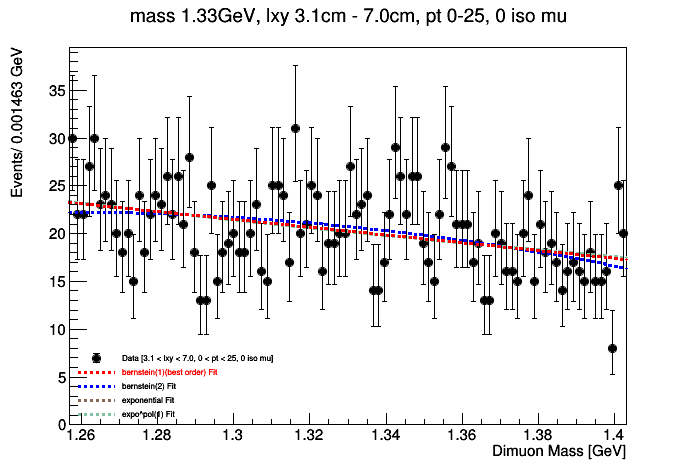 mass 1.33GeV, lxy 3.1cm - 7.0cm, pt 0-25, 0 iso mu
Events/ 0.001463 GeV
35
30
25
20
15
10
5
0
Data [3.1 < lxy < 7.0, 0 < pt < 25, 0 iso mu]
bernstein(1)(best order) Fit
bernstein(2) Fit
exponential Fit
expo*pol(1) Fit
1.26 1.28 1.3 1.32 1.34 1.36 1.38 1.4
Dimuon Mass [GeV]